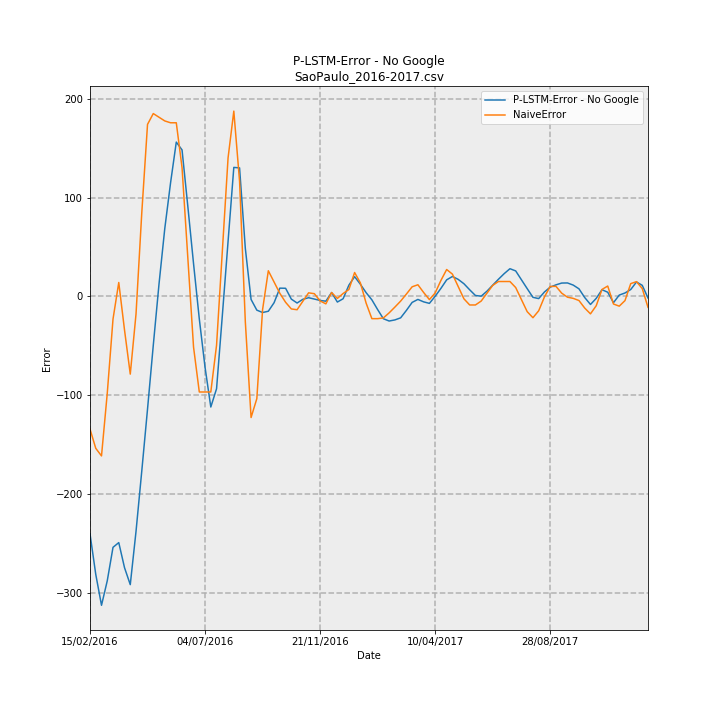 P-LSTM-Error - No Google
SaoPaulo_2016-2017.csv
P-LSTM-Error - No Google
NaiveError
200
100
0
−100
−200
−300
Error
15/02/2016
04/07/2016
21/11/2016
10/04/2017
28/08/2017
Date